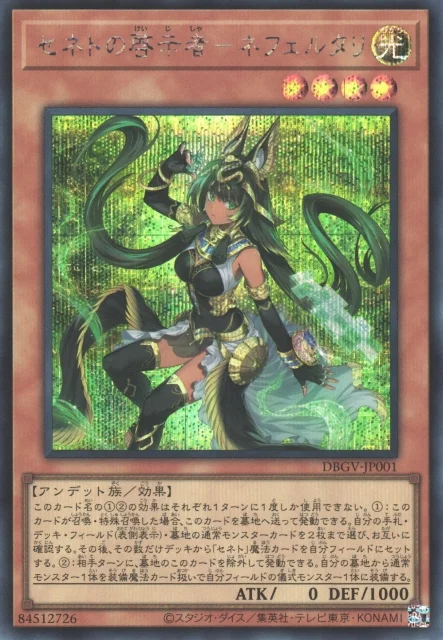 セネトの啓示者－ネフェルタリ
光
DBGV-JP001
【アンデット族／効果】
このカード名の①②の効果はそれぞれ1ターンに1度しか使用できない。①：この
カードが召喚・特殊召喚した場合、このカードを墓地へ送って発動できる。自分の手札・
デッキ・フィールド(表側表示)・墓地の通常モンスターカードを2枚まで選び、お互いに
確認する。その後、その数だけデッキから「セネト」魔法カードを自分フィールドにセット
する。②：相手ターンに、墓地のこのカードを除外して発動できる。自分の墓地から通常
モンスター1体を装備魔法カード扱いで自分フィールドの儀式モンスター1体に装備する。
ATK/ 0 DEF/1000
84512726
©スタジオ・ダイス/集英社・テレビ東京・KONAMI